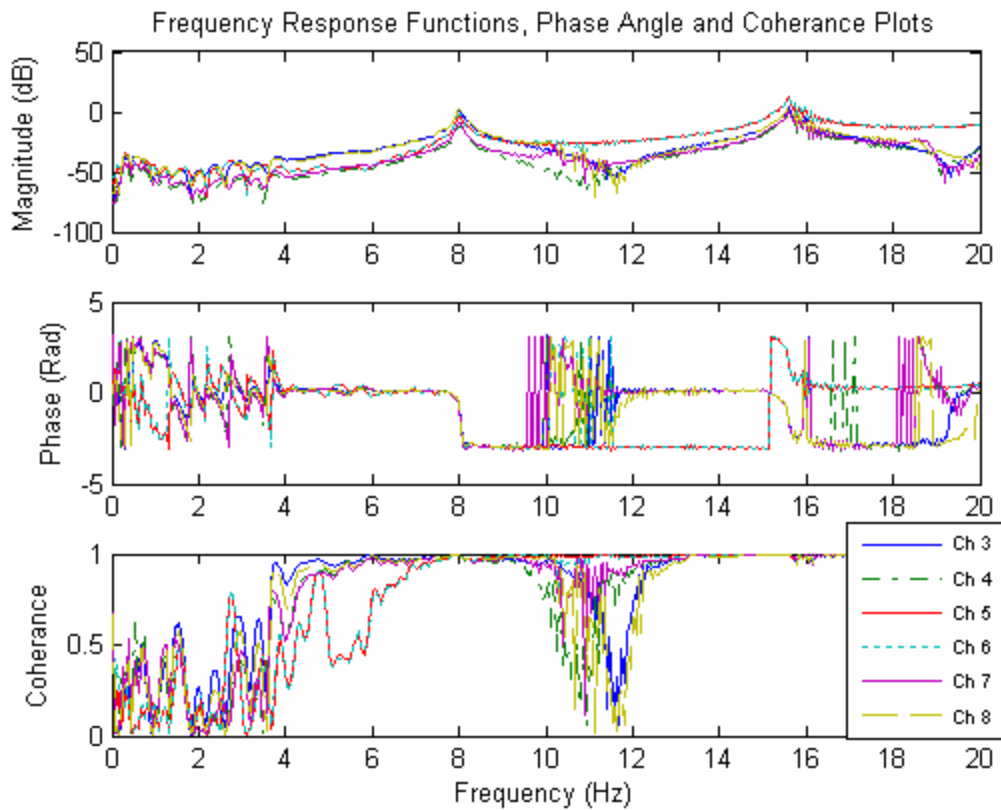 Frequency Response Functions, Phase Angle and Coherance Plots
Magnitude (dB)
50
0
-50
-100
0 2 4 6 8 10 12 14 16 18 20
Phase (Rad)
5
0
-5
0 2 4 6 8 10 12 14 16 18 20
Coherance
1
0.5
0
0 2 4 6 8 10 12 14 16 18 20
Frequency (Hz)
Ch 3
Ch 4
Ch 5
Ch 6
Ch 7
Ch 8